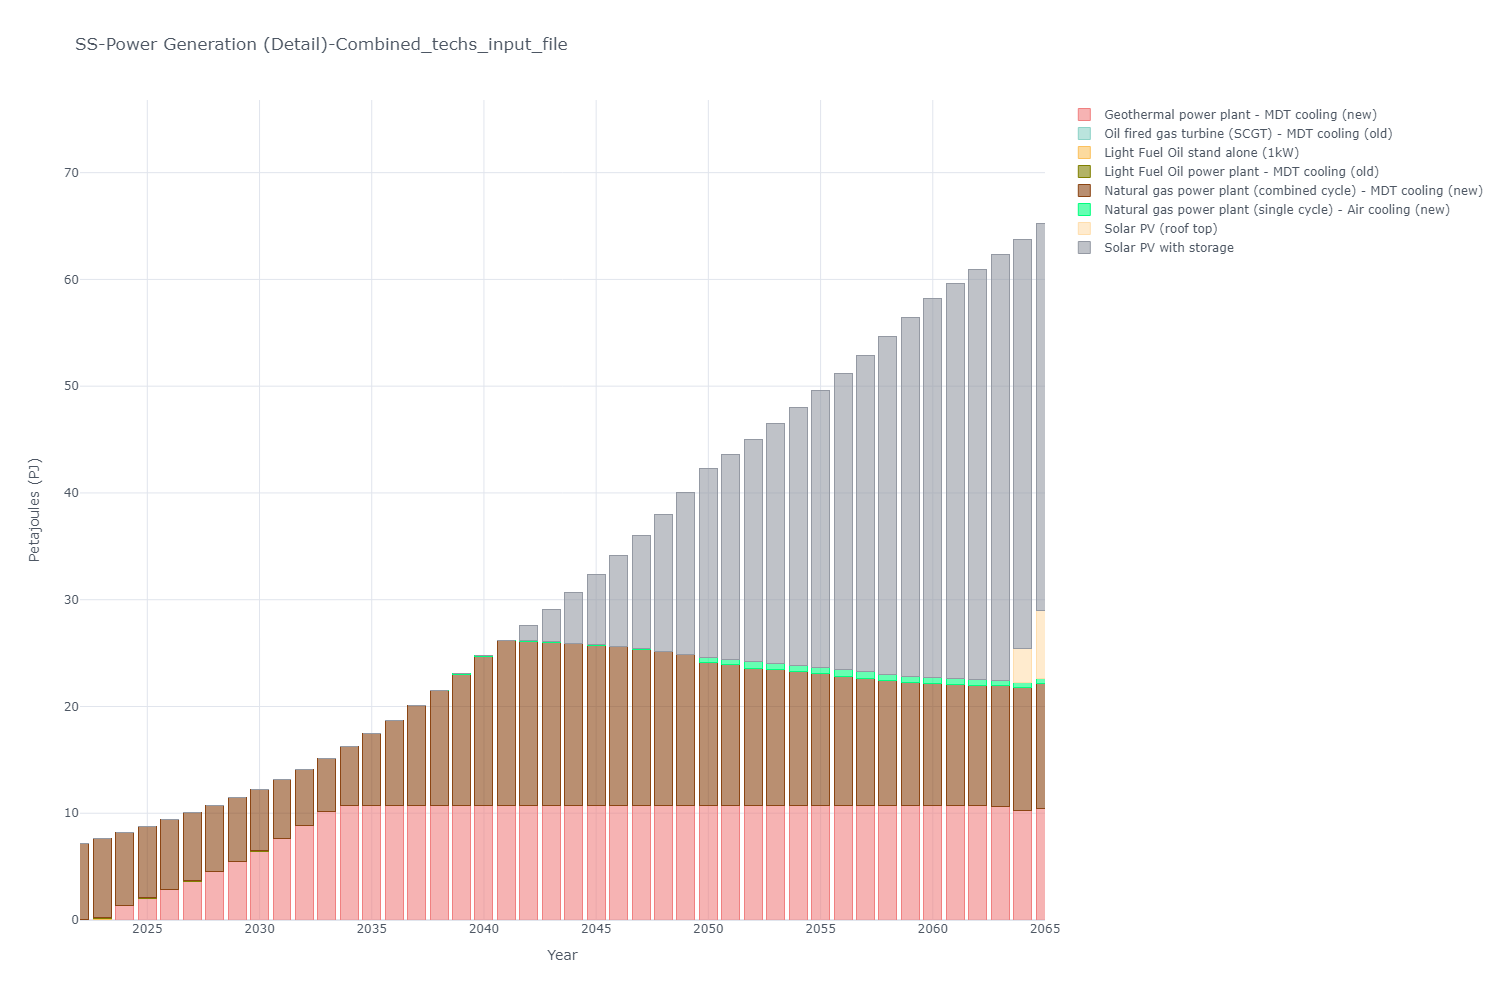 SS-Power Generation (Detail)-Combined_techs_input_file
Geothermal power plant - MDT cooling (new)
Oil fired gas turbine (SCGT) - MDT cooling (old)
Light Fuel Oil stand alone (1kW)
Light Fuel Oil power plant - MDT cooling (old)
Natural gas power plant (combined cycle) - MDT cooling (new)
Natural gas power plant (single cycle) - Air cooling (new)
Solar PV (roof top)
Solar PV with storage
Petajoules (PJ)
70
60
50
40
30
20
10
0
2025
2030
2035
2040
2045
2050
2055
2060
2065
Year